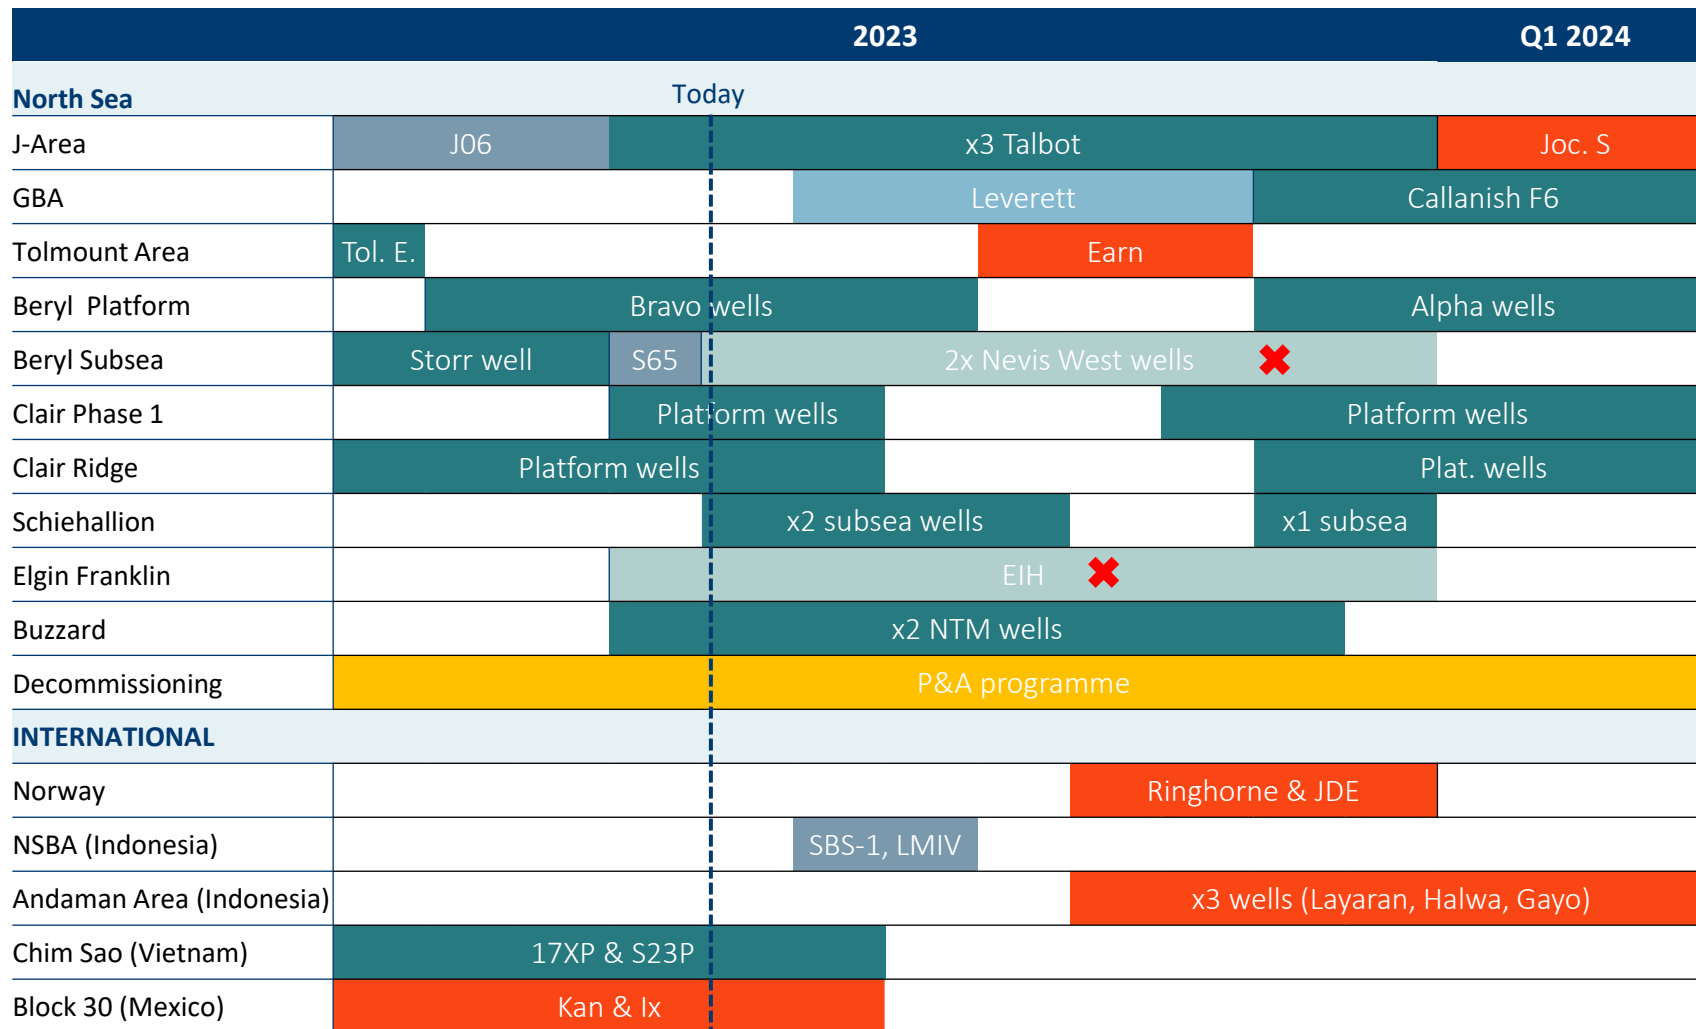 2023 Q1 2024
North Sea Today
J-Area J06 x3 Talbot Joc. S
GBA Leverett Callanish F6
Tolmount Area Tol. E. Earn
Beryl Platform Bravo wells Alpha wells
Beryl Subsea Storr well S65 2x Nevis West wells
Clair Phase 1 Platform wells Platform wells
Clair Ridge Platform wells Plat. wells
Schiehallion x2 subsea wells x1 subsea
Elgin Franklin EIH
Buzzard x2 NTM wells
Decommissioning P&A programme
INTERNATIONAL
Norway Ringhorne & JDE
NSBA (Indonesia) SBS-1, LMIV
Andaman Area (Indonesia) x3 wells (Layaran, Halwa, Gayo)
Chim Sao (Vietnam) 17XP & S23P
Block 30 (Mexico) Kan & Ix